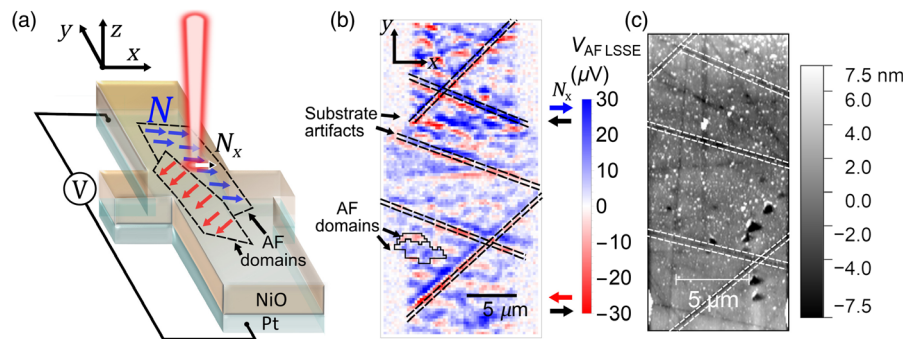 (a)
z
y
x
N
N_x
V
AF
domains
NiO
Pt
(b)
y
x
Substrate
artifacts
AF
domains
5 μm
V_AF LSSE
(μV)
N_x
30
20
10
0
−10
−20
−30
(c)
5 μm
7.5 nm
6.0
4.0
2.0
0.0
−2.0
−4.0
−7.5